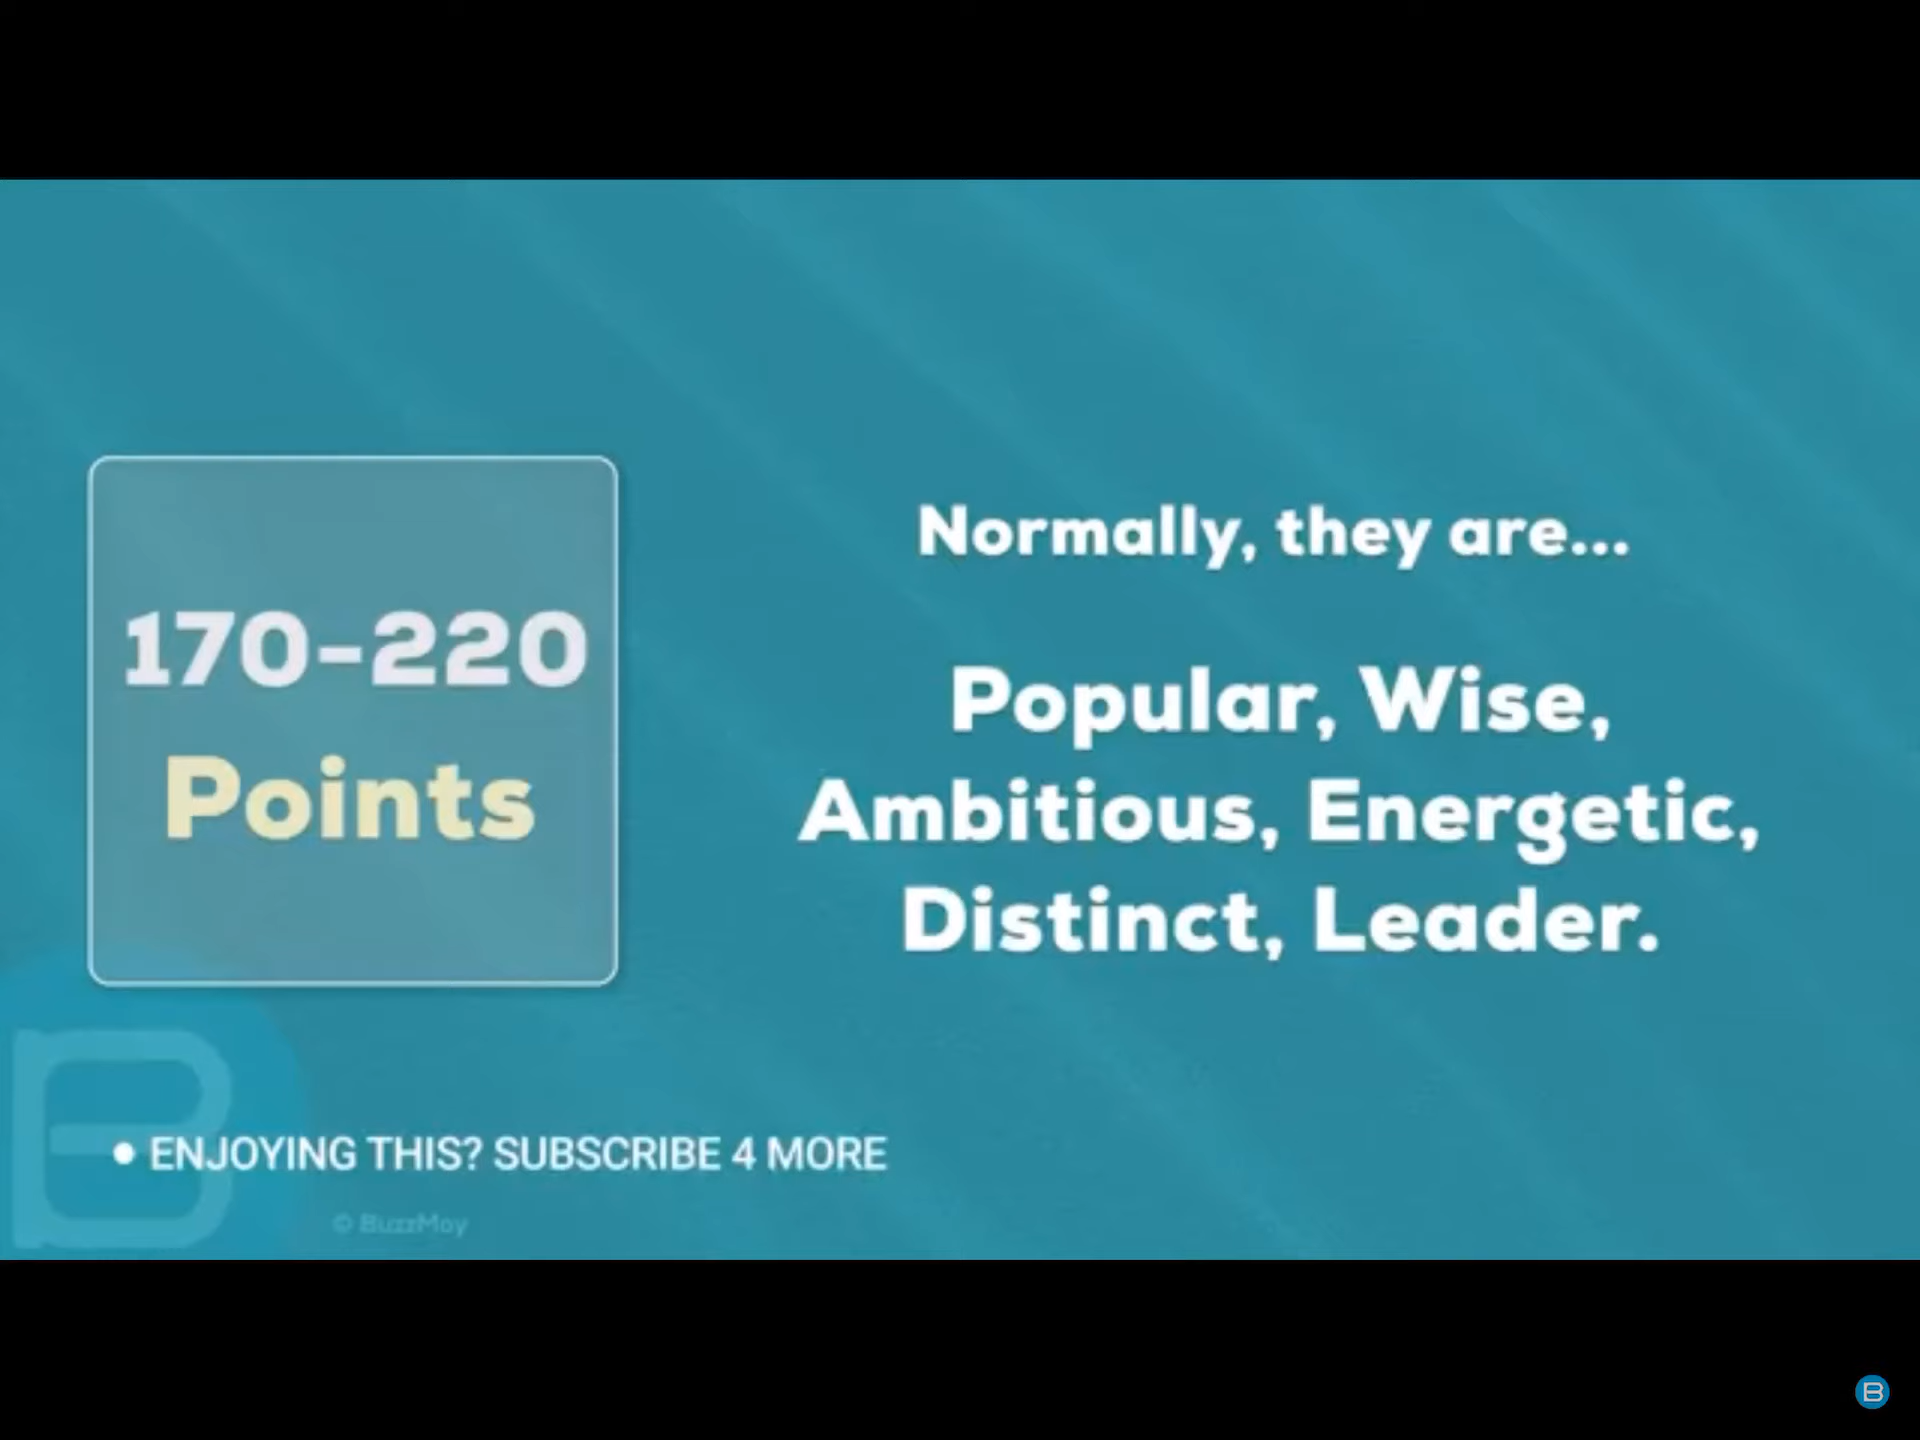 170-220
Points
Normally, they are...
Popular, Wise,
Ambitious, Energetic,
Distinct, Leader.
• ENJOYING THIS? SUBSCRIBE 4 MORE
© BuzzMoy
B
B